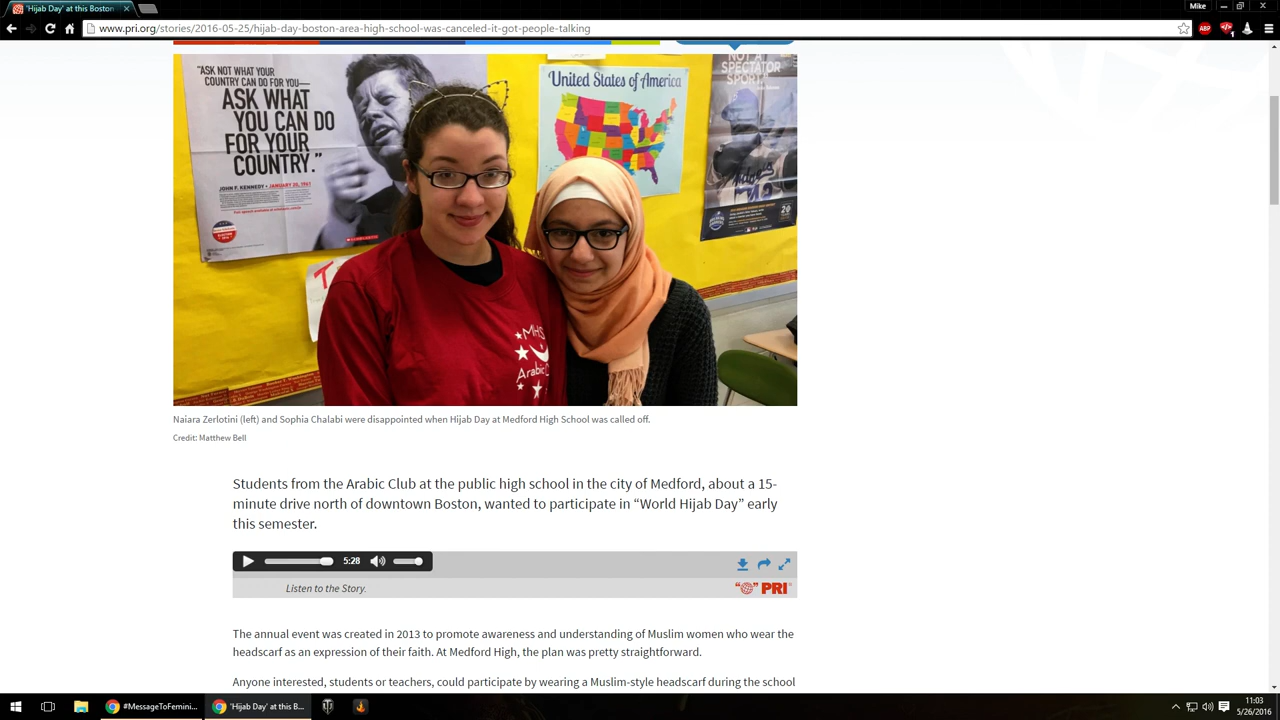 'Hijab Day' at this Boston
Mike
www.pri.org/stories/2016-05-25/hijab-day-boston-area-high-school-was-canceled-it-got-people-talking
ABP
1
"ASK NOT WHAT YOUR
COUNTRY CAN DO FOR YOU—
ASK WHAT
YOU CAN DO
FOR YOUR
COUNTRY."
JOHN F. KENNEDY • JANUARY 20, 1961
SCHOLASTIC
United States of America
NOT A
SPECTATOR
SPORT."
20
MHS
Arabic
Naiara Zerlotini (left) and Sophia Chalabi were disappointed when Hijab Day at Medford High School was called off.
Credit: Matthew Bell
Students from the Arabic Club at the public high school in the city of Medford, about a 15-
minute drive north of downtown Boston, wanted to participate in “World Hijab Day” early
this semester.
5:28
Listen to the Story.
PRI
The annual event was created in 2013 to promote awareness and understanding of Muslim women who wear the
headscarf as an expression of their faith. At Medford High, the plan was pretty straightforward.
Anyone interested, students or teachers, could participate by wearing a Muslim-style headscarf during the school
#MessageToFemini...
'Hijab Day' at this B...
11:03
5/26/2016